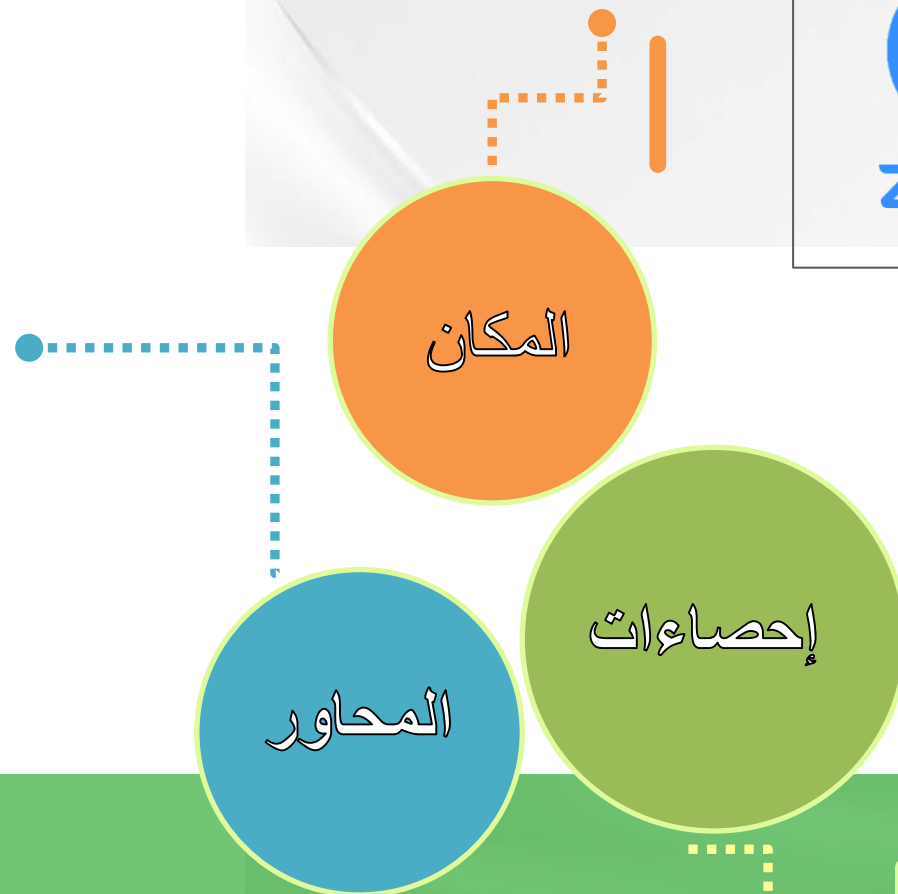 المكان
إحصاءات
المحاور